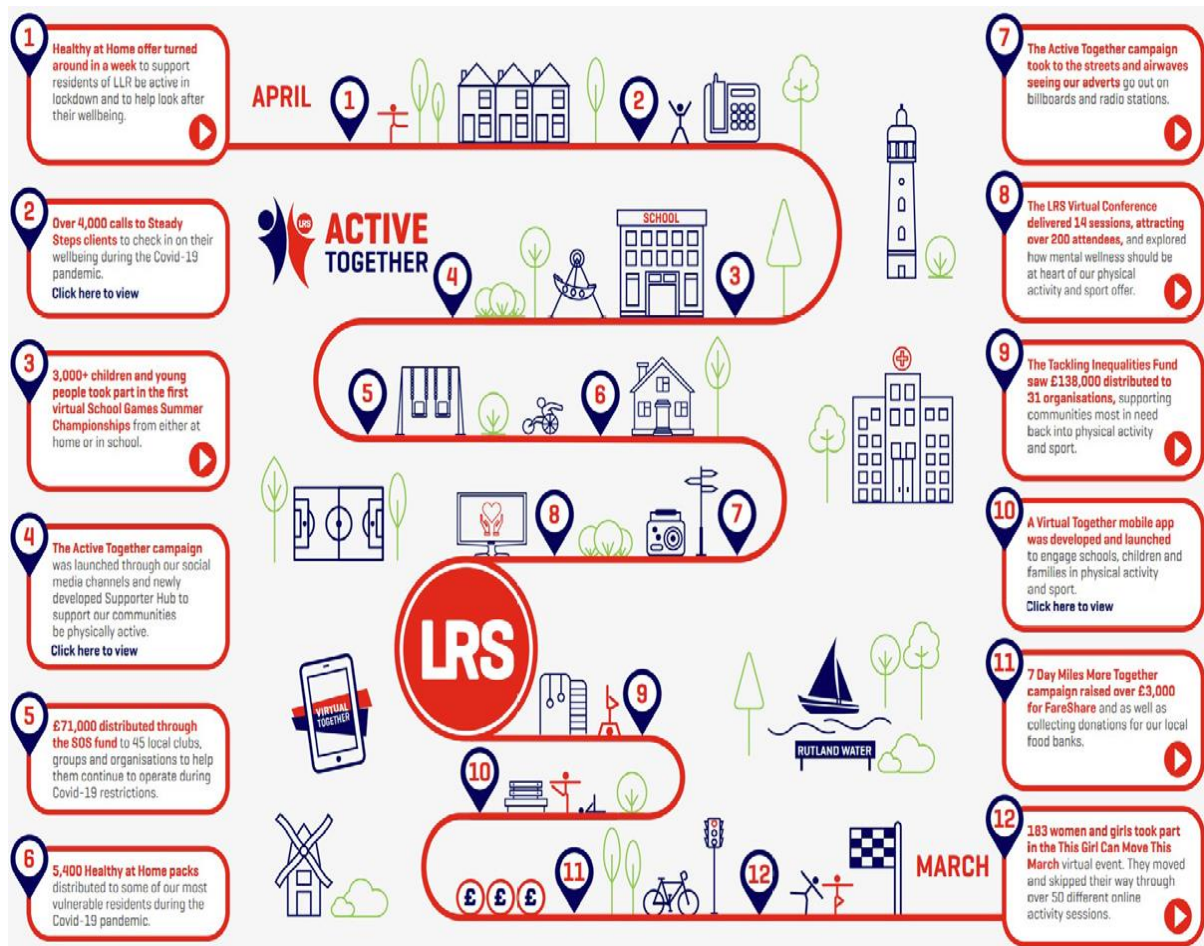 1
Healthy at Home offer turned
around in a week to support
residents of LLR be active in
lockdown and to help look after
their wellbeing.
2
Over 4,000 calls to Steady
Steps clients to check in on their
wellbeing during the Covid-19
pandemic.
Click here to view
3
3,000+ children and young
people took part in the first
virtual School Games Summer
Championships from either at
home or in school.
4
The Active Together campaign
was launched through our social
media channels and newly
developed Supporter Hub to
support our communities
be physically active.
Click here to view
5
£71,000 distributed through
the SOS fund to 45 local clubs,
groups and organisations to help
them continue to operate during
Covid-19 restrictions.
6
5,400 Healthy at Home packs
distributed to some of our most
vulnerable residents during the
Covid-19 pandemic.
APRIL
1
2
LRS
ACTIVE
TOGETHER
SCHOOL
4
3
5
6
8
7
LRS
VIRTUAL
TOGETHER
9
RUTLAND WATER
10
£ £ £
11
12
MARCH
7
The Active Together campaign
took to the streets and airwaves
seeing our adverts go out on
billboards and radio stations.
8
The LRS Virtual Conference
delivered 14 sessions, attracting
over 200 attendees, and explored
how mental wellness should be
at heart of our physical
activity and sport offer.
9
The Tackling Inequalities Fund
saw £138,000 distributed to
31 organisations, supporting
communities most in need
back into physical activity
and sport.
10
A Virtual Together mobile app
was developed and launched
to engage schools, children and
families in physical activity
and sport.
Click here to view
11
7 Day Miles More Together
campaign raised over £3,000
for FareShare and as well as
collecting donations for our local
food banks.
12
183 women and girls took part
in the This Girl Can Move This
March virtual event. They moved
and skipped their way through
over 50 different online
activity sessions.